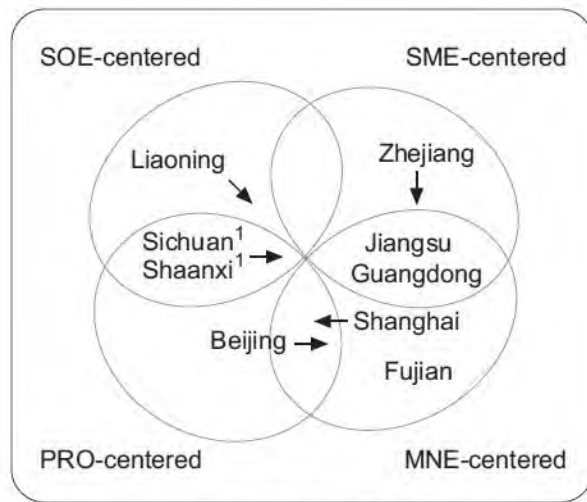 SOE-centered SME-centered
Liaoning Zhejiang
Sichuan¹ Jiangsu
Shaanxi¹ Guangdong
Shanghai
Beijing
Fujian
PRO-centered MNE-centered